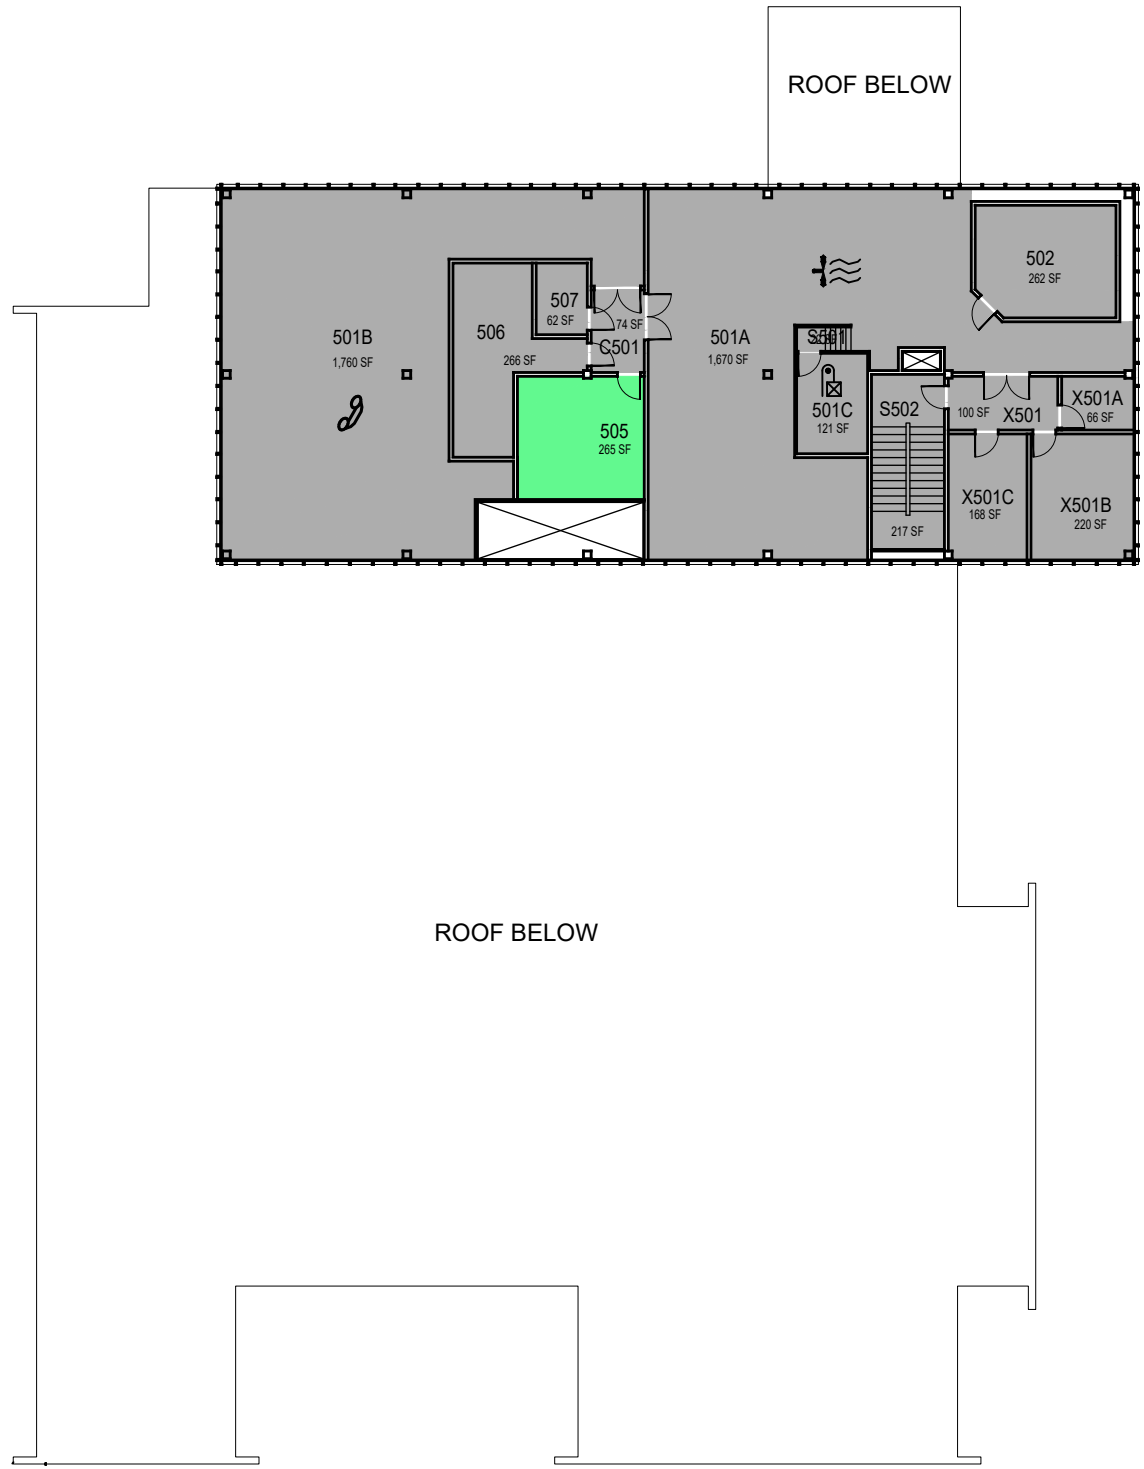 ROOF BELOW
502
262 SF
507
62 SF
74 SF
C501
506
266 SF
501B
1,760 SF
501A
1,670 SF
S501
501C
121 SF
S502
217 SF
100 SF
X501
X501A
66 SF
505
265 SF
X501C
168 SF
X501B
220 SF
ROOF BELOW